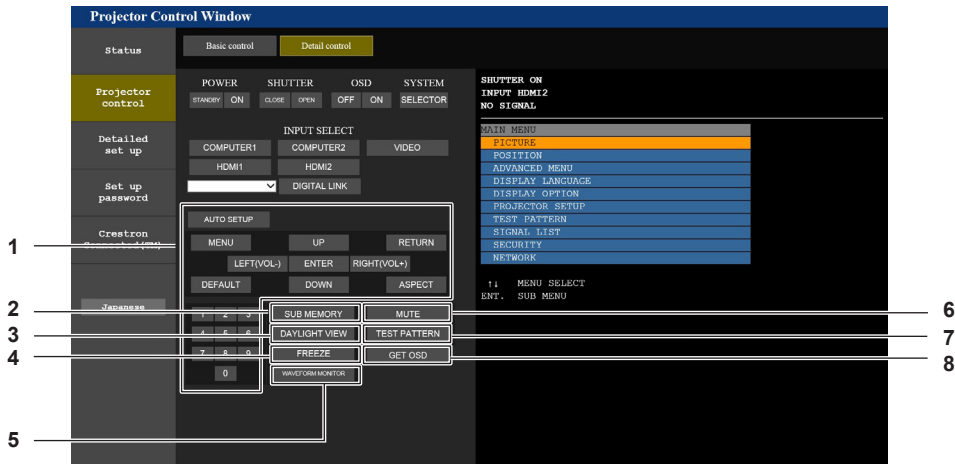 Projector Control Window
Status
Basic control
Detail control
Projector
control
Detailed
set up
Set up
password
Crestron
Connected(TM)
Japanese
POWER SHUTTER OSD SYSTEM
STANDBY ON CLOSE OPEN OFF ON SELECTOR
INPUT SELECT
COMPUTER1 COMPUTER2 VIDEO
HDMI1 HDMI2
DIGITAL LINK
AUTO SETUP
MENU UP RETURN
LEFT(VOL-) ENTER RIGHT(VOL+)
DEFAULT DOWN ASPECT
1 2 3 SUB MEMORY MUTE
4 5 6 DAYLIGHT VIEW TEST PATTERN
7 8 9 FREEZE GET OSD
0 WAVEFORM MONITOR
SHUTTER ON
INPUT HDMI2
NO SIGNAL
MAIN MENU
PICTURE
POSITION
ADVANCED MENU
DISPLAY LANGUAGE
DISPLAY OPTION
PROJECTOR SETUP
TEST PATTERN
SIGNAL LIST
SECURITY
NETWORK
↑↓ MENU SELECT
ENT. SUB MENU
1
2
3
4
5
6
7
8